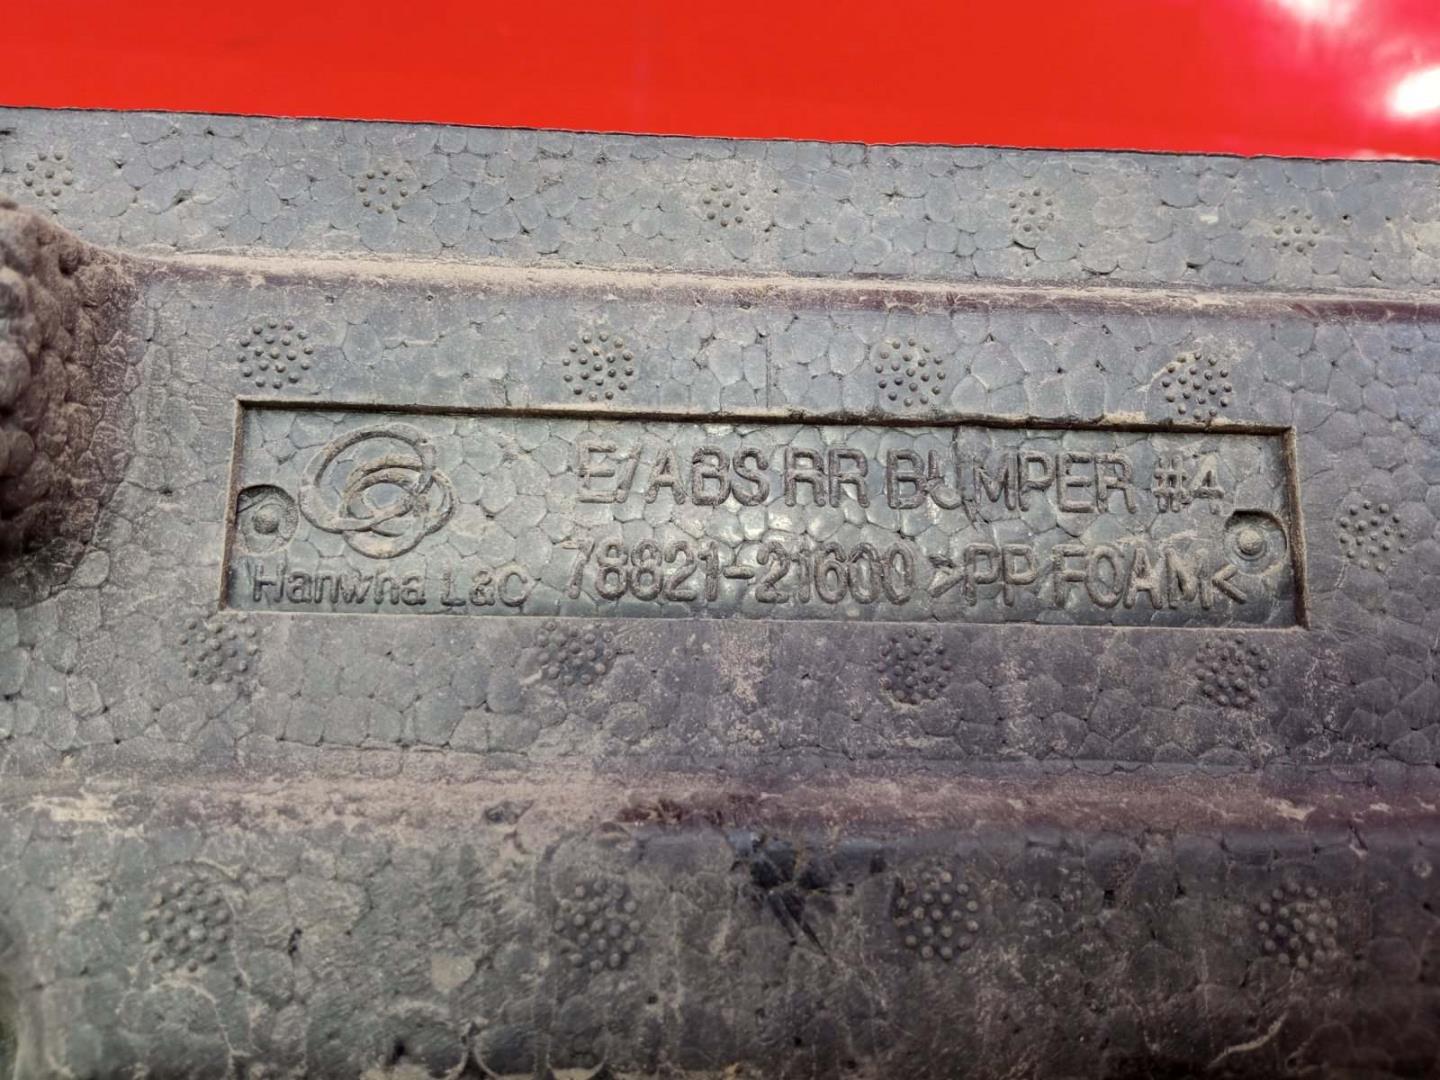 E/ABS RR BUMPER #4
Hanwha L&C 78821-21600 >PP FOAM<